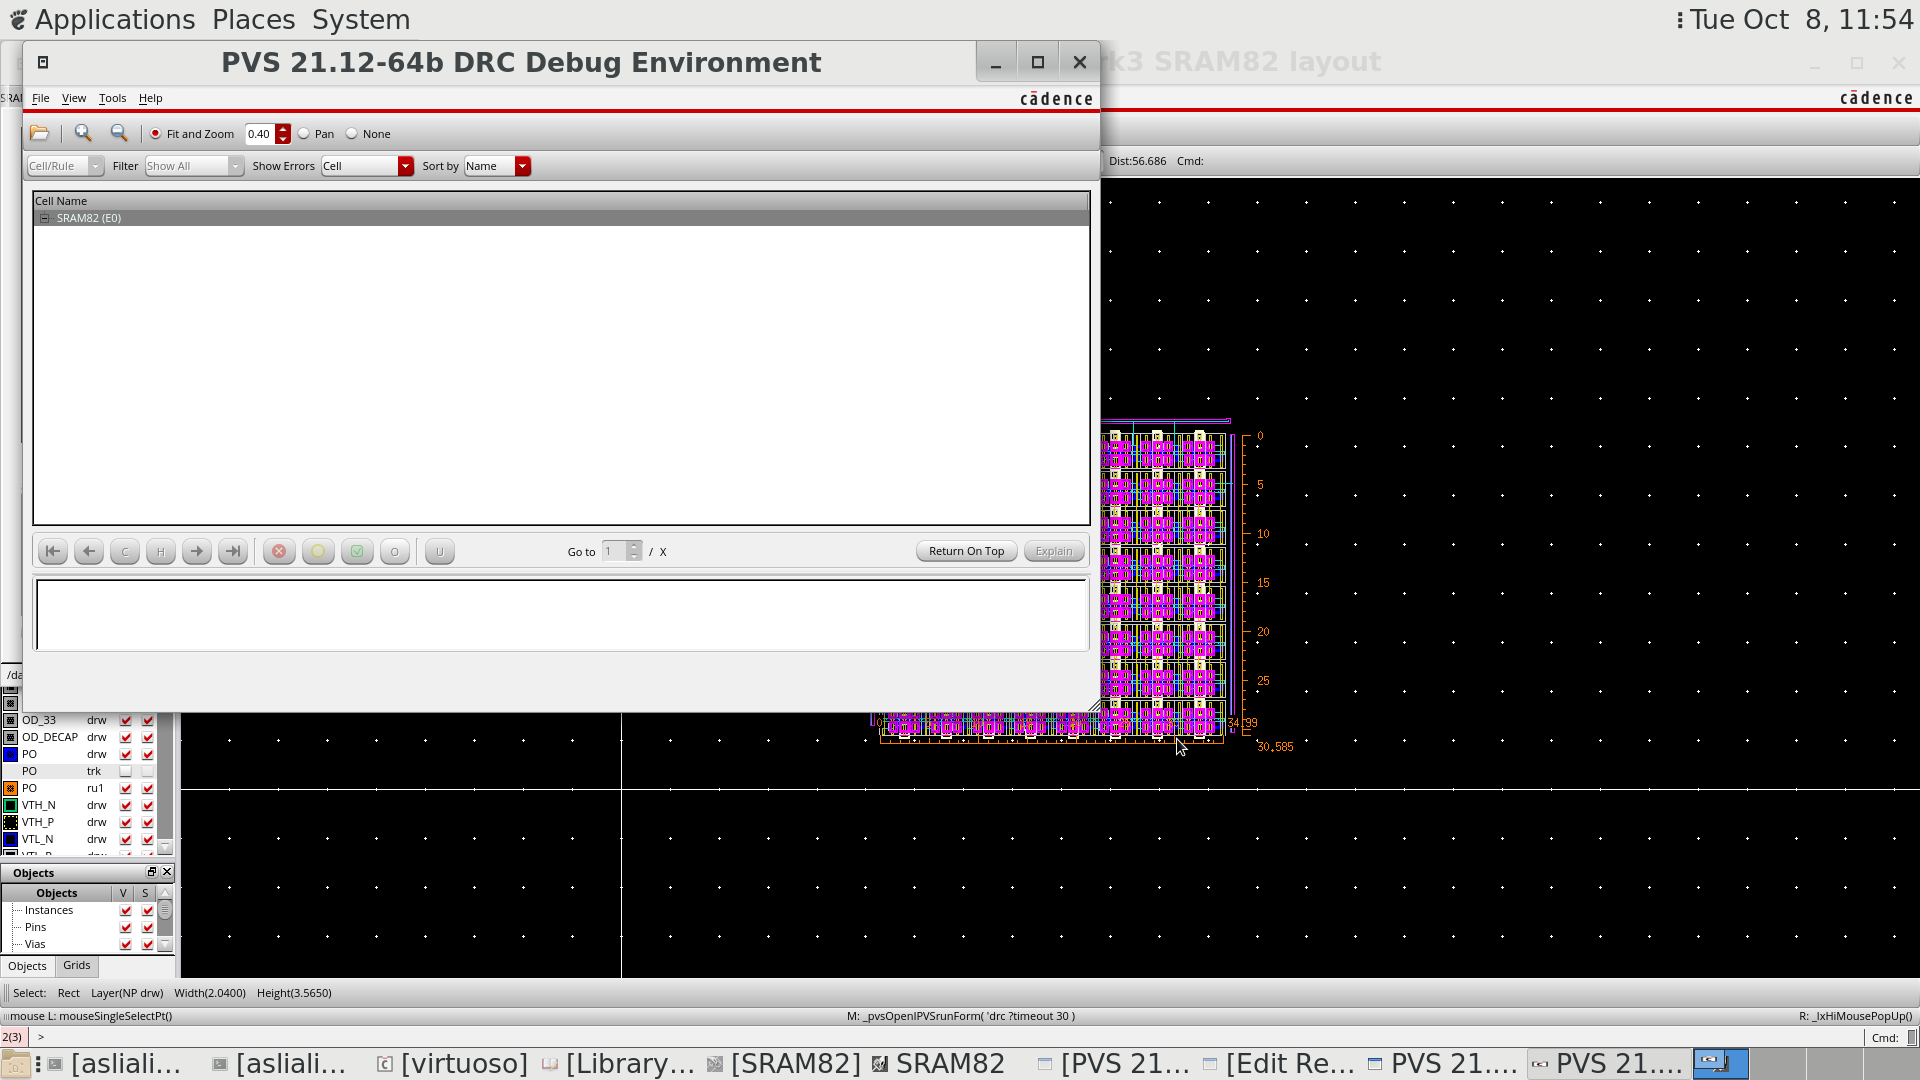 Applications Places System
Tue Oct 8, 11:54
PVS 21.12-64b DRC Debug Environment
rk3 SRAM82 layout
File View Tools Help
cādence
cādence
Fit and Zoom 0.40 Pan None
Cell/Rule Filter Show All Show Errors Cell Sort by Name
Dist:56.686 Cmd:
Cell Name
SRAM82 (E0)
0
5
10
15
20
25
34.99
30.585
C H O U Go to 1 / X Return On Top Explain
/da
OD_33 drw
OD_DECAP drw
PO drw
PO trk
PO ru1
VTH_N drw
VTH_P drw
VTL_N drw
Objects
Objects V S
Instances
Pins
Vias
Objects Grids
Select: Rect Layer(NP drw) Width(2.0400) Height(3.5650)
mouse L: mouseSingleSelectPt() M: _pvsOpenIPVSrunForm( 'drc ?timeout 30 ) R: _lxHiMousePopUp()
2(3) > Cmd:
[asliali... [asliali... [virtuoso] [Library... [SRAM82] SRAM82 [PVS 21... [Edit Re... PVS 21.... PVS 21....